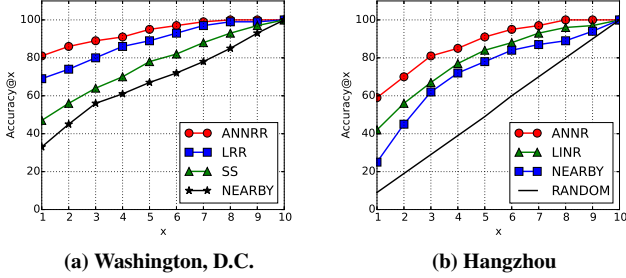 100
80
60
40
20
0
Accuracy@x
1 2 3 4 5 6 7 8 9 10
x
ANNRR
LRR
SS
NEARBY
(a) Washington, D.C.
100
80
60
40
20
0
Accuracy@x
1 2 3 4 5 6 7 8 9 10
x
ANNR
LINR
NEARBY
RANDOM
(b) Hangzhou